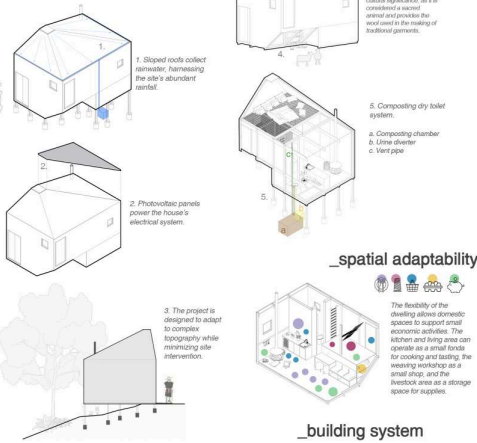 1.
1. Sloped roofs collect
rainwater, harnessing
the site's abundant
rainfall.
2.
2. Photovoltaic panels
power the house's
electrical system.
3. The project is
designed to adapt
to complex
topography while
minimizing site
intervention.
cultural significance, as it is
considered a sacred
animal and provides the
wool used in the making of
traditional garments.
4.
5. Composting dry toilet
system.
a. Composting chamber
b. Urine diverter
c. Vent pipe
c
5.
b
a
_spatial adaptability
The flexibility of the
dwelling allows domestic
spaces to support small
economic activities. The
kitchen and living area can
operate as a small fonda
for cooking and tasting, the
weaving workshop as a
small shop, and the
livestock area as a storage
space for supplies.
_building system